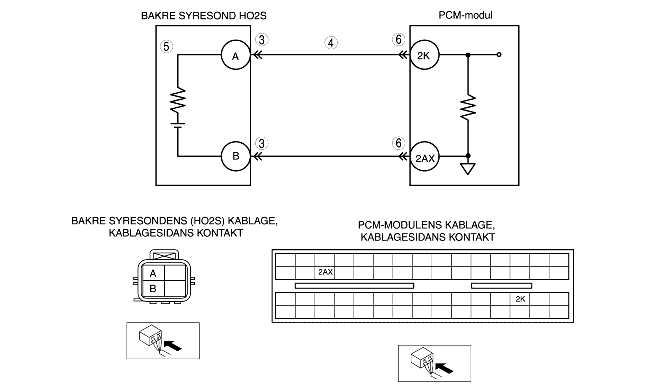 BAKRE SYRESOND HO2S
PCM-modul
5
3
4
6
A
2K
3
6
B
2AX
BAKRE SYRESONDENS (HO2S) KABLAGE,
KABLAGESIDANS KONTAKT
PCM-MODULENS KABLAGE,
KABLAGESIDANS KONTAKT
A
B
2AX
2K